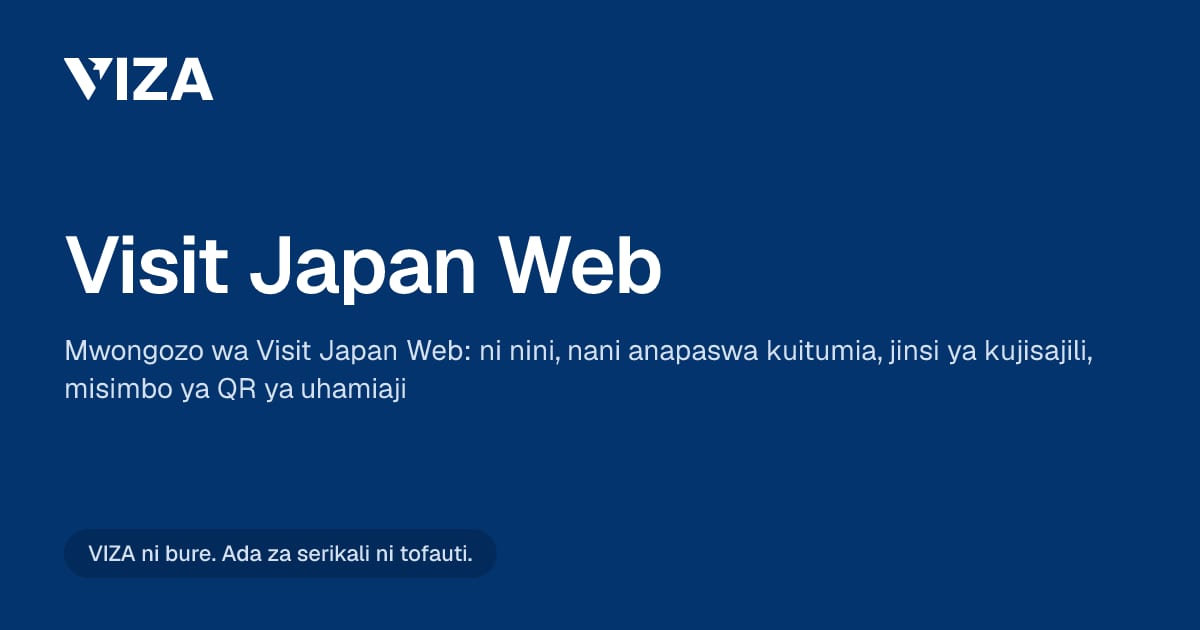 VIZA
Visit Japan Web
Mwongozo wa Visit Japan Web: ni nini, nani anapaswa kuitumia, jinsi ya kujisajili,
misimbo ya QR ya uhamiaji
VIZA ni bure. Ada za serikali ni tofauti.